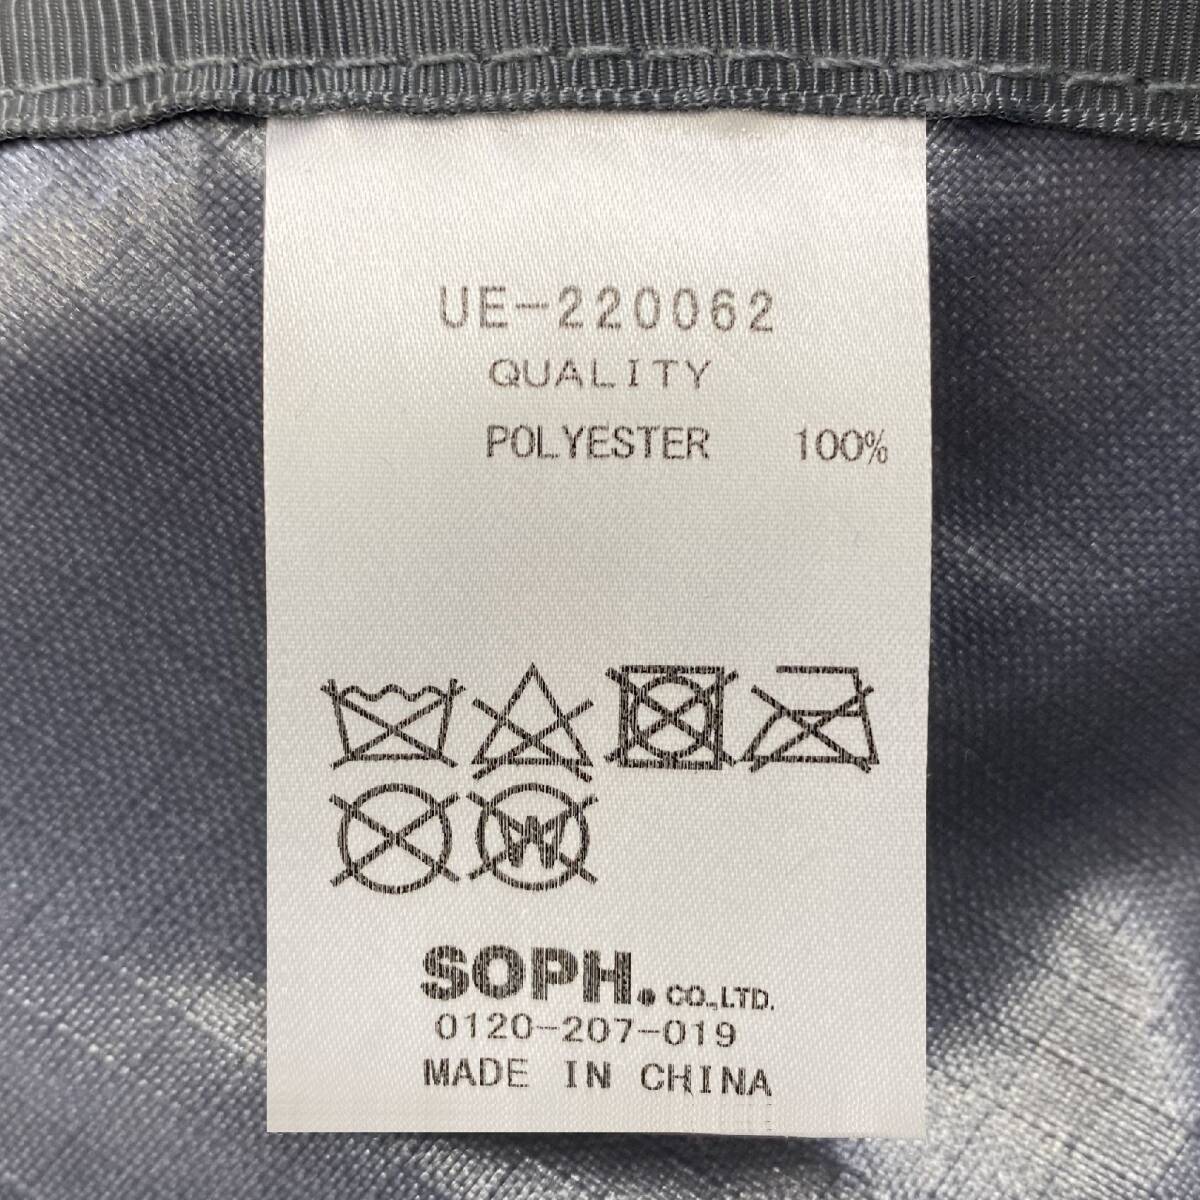 UE-220062
QUALITY
POLYESTER 100%
W
SOPH. CO.,LTD.
0120-207-019
MADE IN CHINA